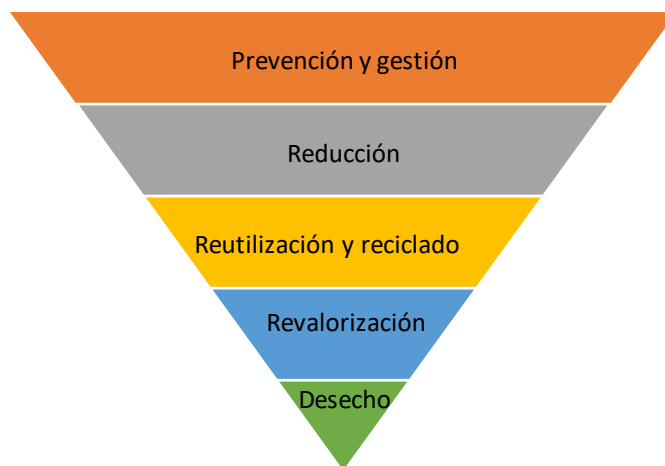 Prevención y gestión
Reducción
Reutilización y reciclado
Revalorización
Desecho